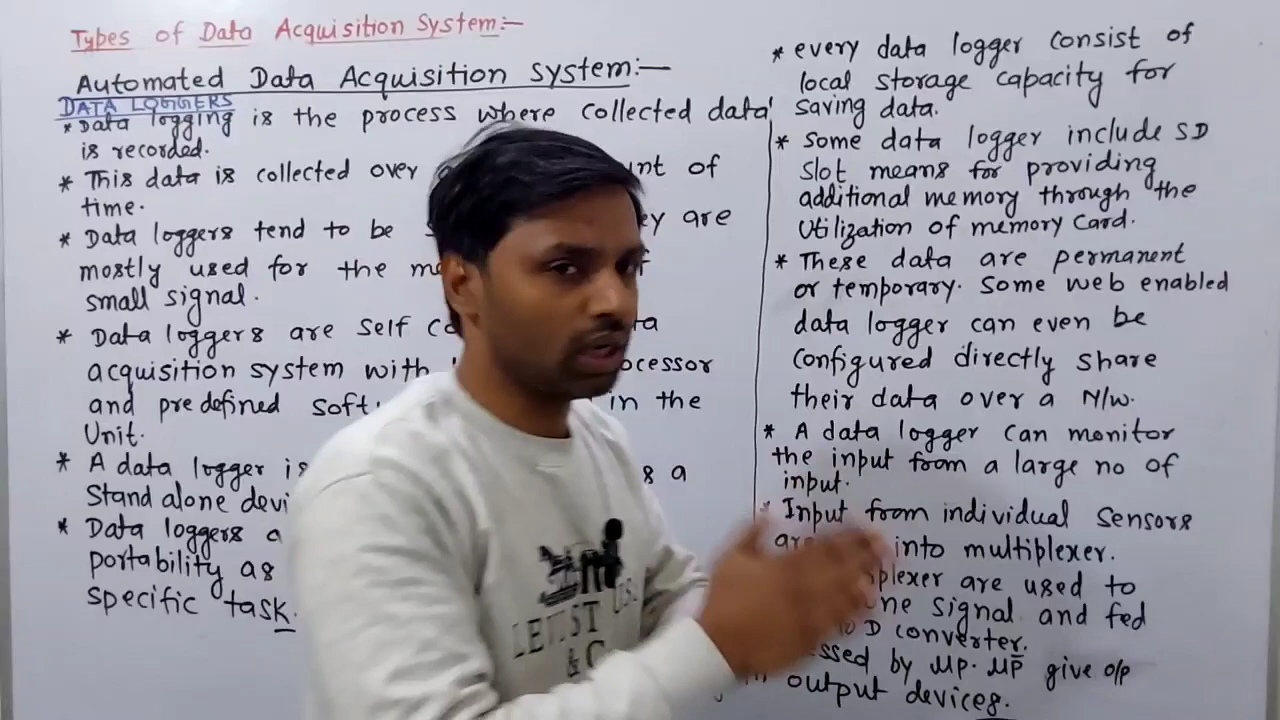 Types of Data Acquisition System:-
Automated Data Acquisition system:-
DATA LOGGERS
* Data logging is the process where collected data
is recorded.
* This data is collected over of
time.
* Data loggers tend to be are
mostly used for the
small signal.
* Data loggers are self
acquisition system with
and predefined in the
Unit.
* A data logger is a
Stand alone
* Data loggers
portability as
specific task.
* every data logger consist of
local storage capacity for
saving data.
* Some data logger include SD
slot means for providing
additional memory through the
Utilization of memory Card.
* These data are permanent
or temporary. Some web enabled
data logger can even be
Configured directly share
their data over a N/w.
* A data logger can monitor
the input from a large no of
input.
* Input from individual sensors
into multiplexer.
are used to
signal and fed
D converter.
by μp. μp give o/p
output devices.